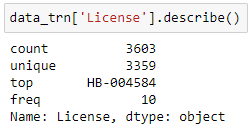 data_trn['License'].describe()
count 3603
unique 3359
top HB-004584
freq 10
Name: License, dtype: object